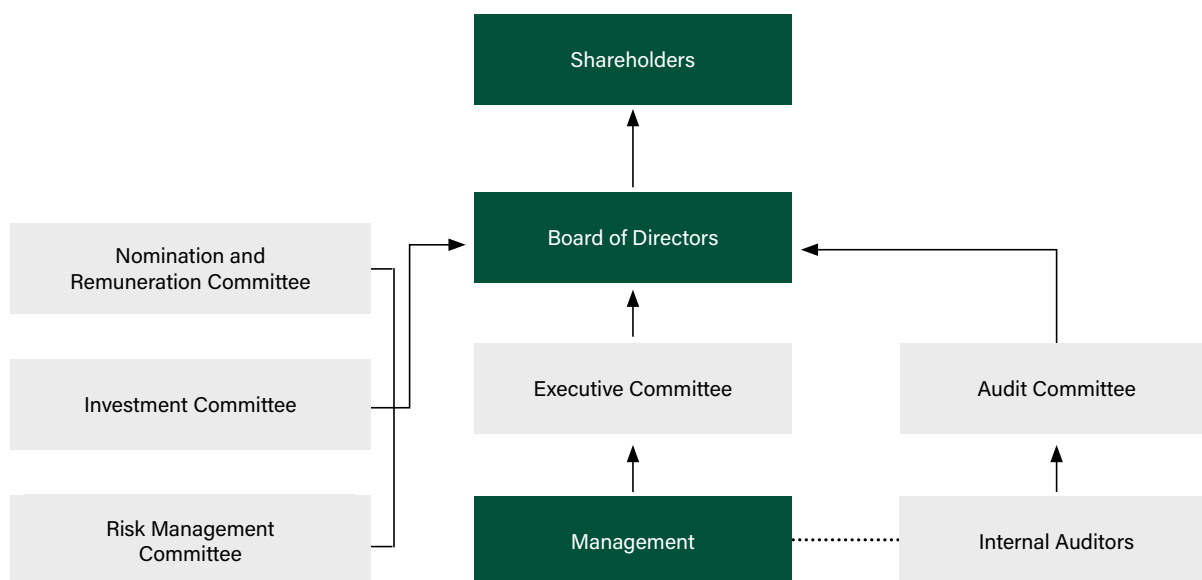 Shareholders
Board of Directors
Nomination and
Remuneration Committee
Investment Committee
Executive Committee
Audit Committee
Risk Management
Committee
Management
Internal Auditors